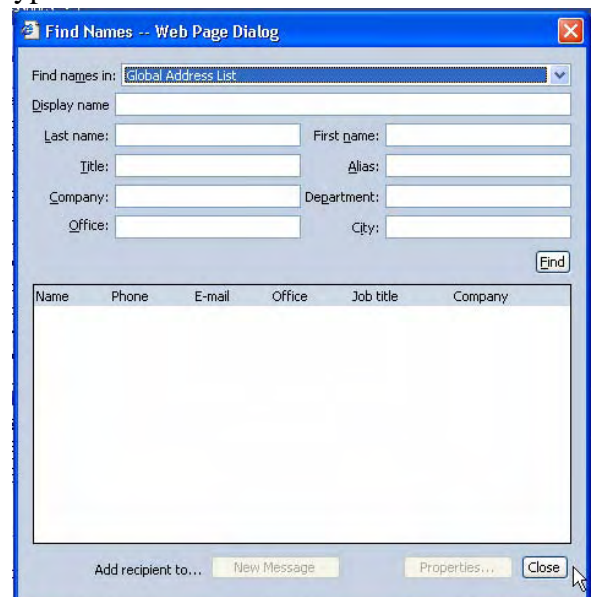 Find Names -- Web Page Dialog
Find names in: Global Address List
Display name
Last name: First name:
Title: Alias:
Company: Department:
Office: City:
Find
Name Phone E-mail Office Job title Company
Add recipient to... New Message Properties... Close